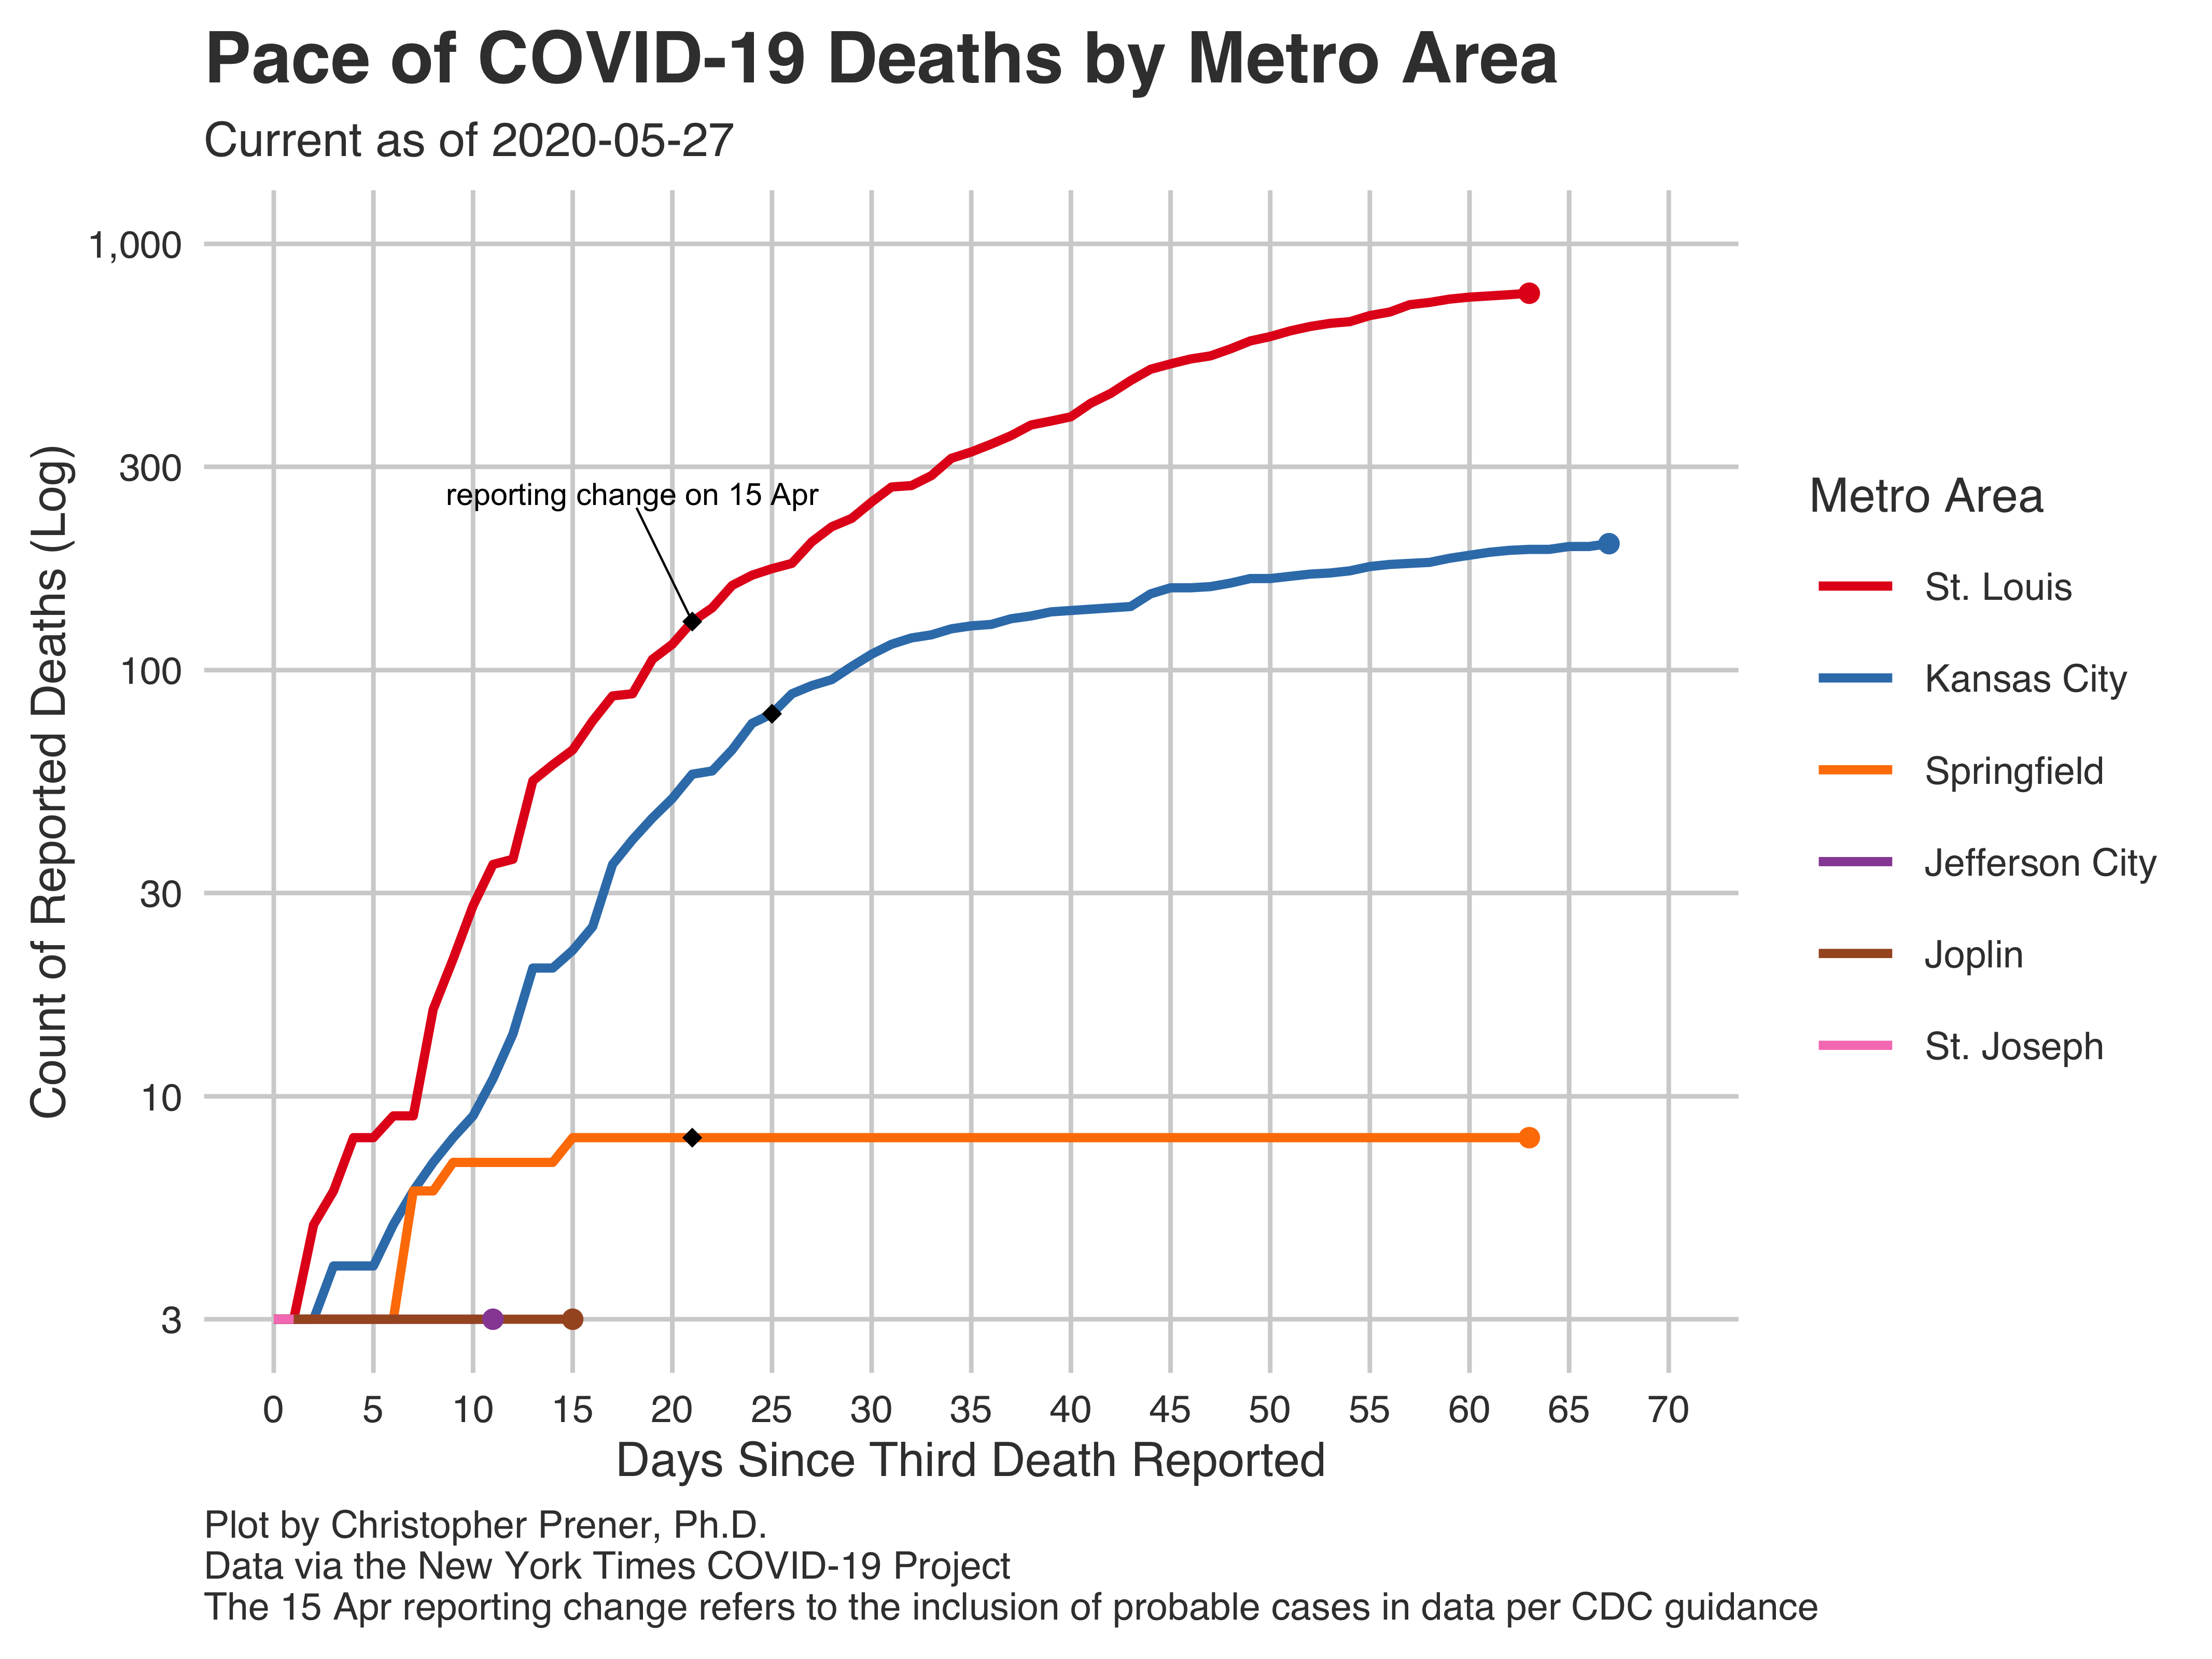 Pace of COVID-19 Deaths by Metro Area
Current as of 2020-05-27
Count of Reported Deaths (Log)
1,000
300
100
30
10
3
reporting change on 15 Apr
0 5 10 15 20 25 30 35 40 45 50 55 60 65 70
Days Since Third Death Reported
Metro Area
St. Louis
Kansas City
Springfield
Jefferson City
Joplin
St. Joseph
Plot by Christopher Prener, Ph.D.
Data via the New York Times COVID-19 Project
The 15 Apr reporting change refers to the inclusion of probable cases in data per CDC guidance